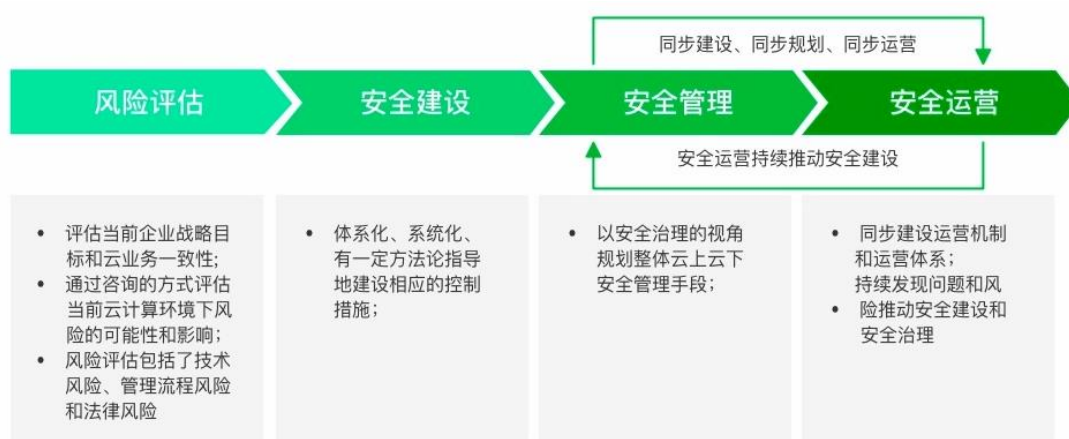 同步建设、同步规划、同步运营
风险评估
安全建设
安全管理
安全运营
安全运营持续推动安全建设
• 评估当前企业战略目
标和云业务一致性;
• 通过咨询的方式评估
当前云计算环境下风
险的可能性和影响;
• 风险评估包括了技术
风险、管理流程风险
和法律风险
• 体系化、系统化、
有一定方法论指导
地建设相应的控制
措施;
• 以安全治理的视角
规划整体云上云下
安全管理手段;
• 同步建设运营机制
和运营体系;
持续发现问题和风
• 险推动安全建设和
安全治理